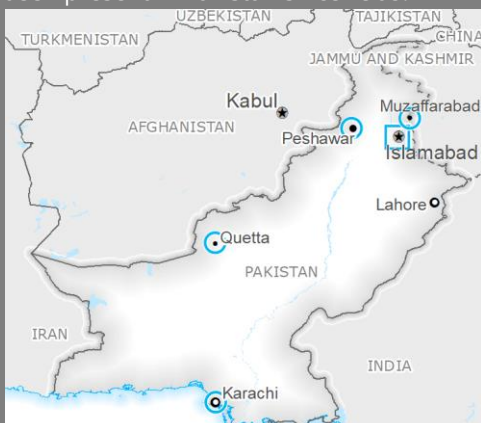 UZBEKISTAN
TAJIKISTAN
TURKMENISTAN
CHINA
JAMMU AND KASHMIR
Kabul
Muzaffarabad
AFGHANISTAN
Peshawar
Islamabad
Lahore
Quetta
PAKISTAN
IRAN
INDIA
Karachi